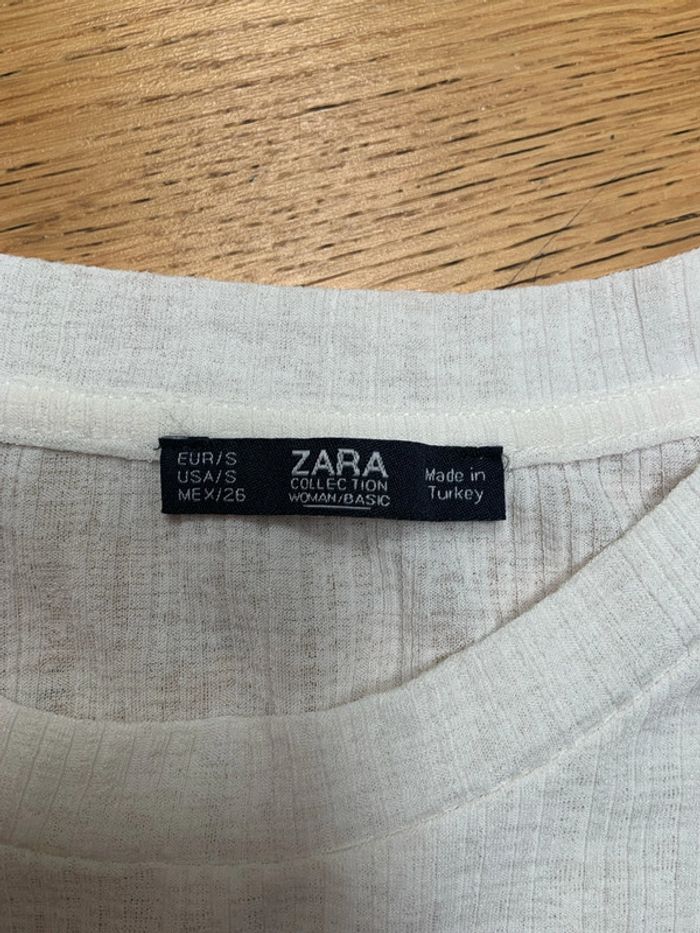 EUR/S
USA/S
MEX/26
ZARA
COLLECTION
WOMAN/BASIC
Made in
Turkey